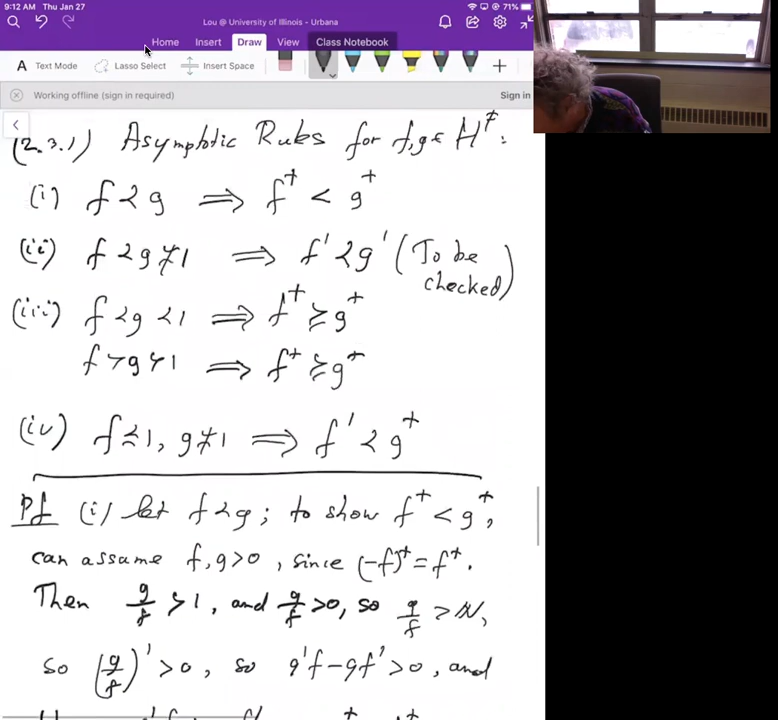 9:12 AM Thu Jan 27
Lou @ University of Illinois - Urbana
71%
Home Insert Draw View Class Notebook
A Text Mode Lasso Select Insert Space
Working offline (sign in required) Sign in
(2.3.1) Asymptotic Rules for f,g ∈ H^≠:
(i) f ≺ g ⟹ f^† < g^†
(ii) f ≺ g ≭ 1 ⟹ f' ≺ g' (To be checked)
(iii) f ≺ g ≺ 1 ⟹ f^† ≽ g^†
f ≻ g ≻ 1 ⟹ f^† ≽ g^†
(iv) f ≼ 1, g ≭ 1 ⟹ f' ≺ g^†
Pf (i) let f ≺ g; to show f^† < g^†,
can assume f,g>0, since (-f)^† = f^†.
Then g/f ≻ 1, and g/f > 0, so g/f > ℕ,
so (g/f)' > 0, so g'f - gf' > 0, and